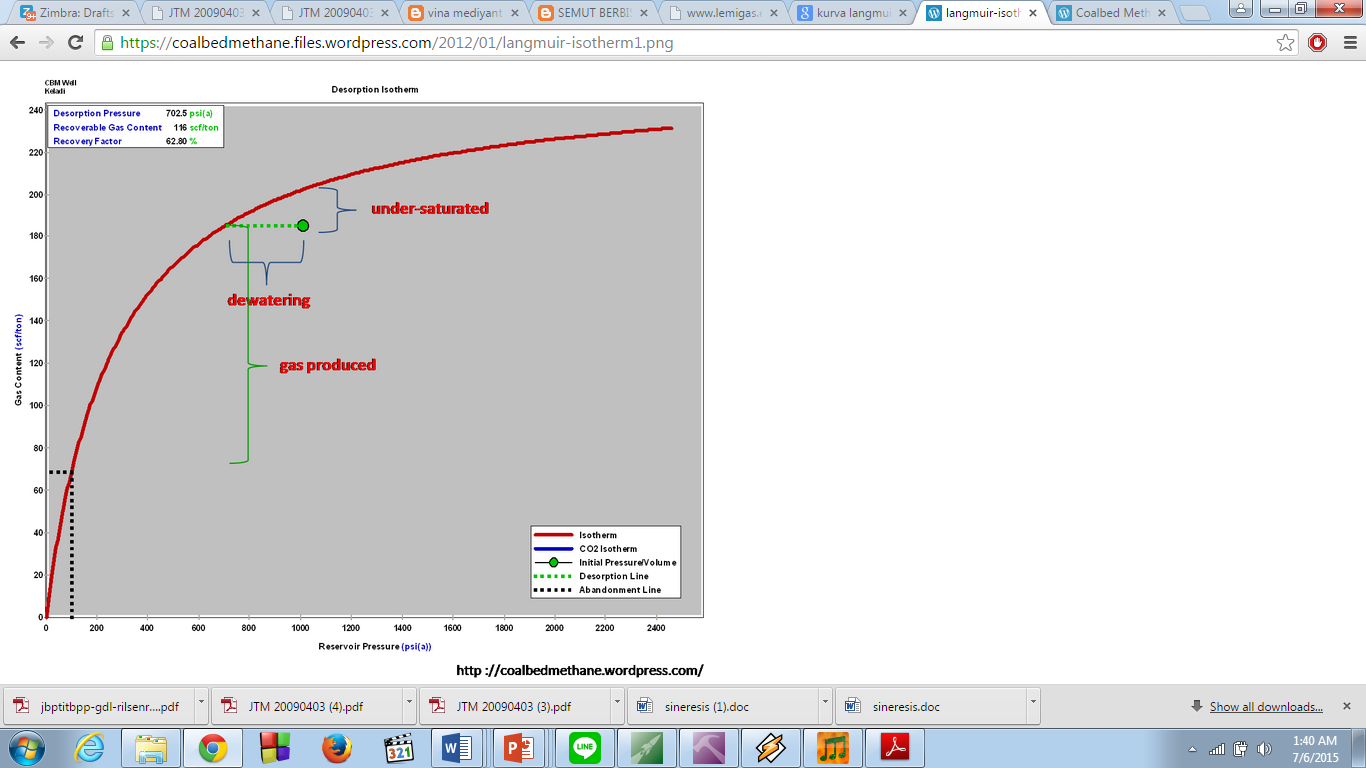 Zimbra: Drafts
JTM 20090403
JTM 20090403
vina mediyant
SEMUT BERBI
www.lemigas.
kurva langmu
langmuir-isoth
Coalbed Meth
https://coalbedmethane.files.wordpress.com/2012/01/langmuir-isotherm1.png
CBM Well
Keladi
Desorption Isotherm
Desorption Pressure 702.5 psi(a)
Recoverable Gas Content 116 scf/ton
Recovery Factor 62.80 %
240
220
200
180
160
140
120
100
80
60
40
20
0
Gas Content (scf/ton)
under-saturated
dewatering
gas produced
Isotherm
CO2 Isotherm
Initial Pressure/Volume
Desorption Line
Abandonment Line
0 200 400 600 800 1000 1200 1400 1600 1800 2000 2200 2400
Reservoir Pressure (psi(a))
http ://coalbedmethane.wordpress.com/
jbptitbpp-gdl-rilsenr....pdf
JTM 20090403 (4).pdf
JTM 20090403 (3).pdf
sineresis (1).doc
sineresis.doc
Show all downloads...
321
LINE
1:40 AM
7/6/2015